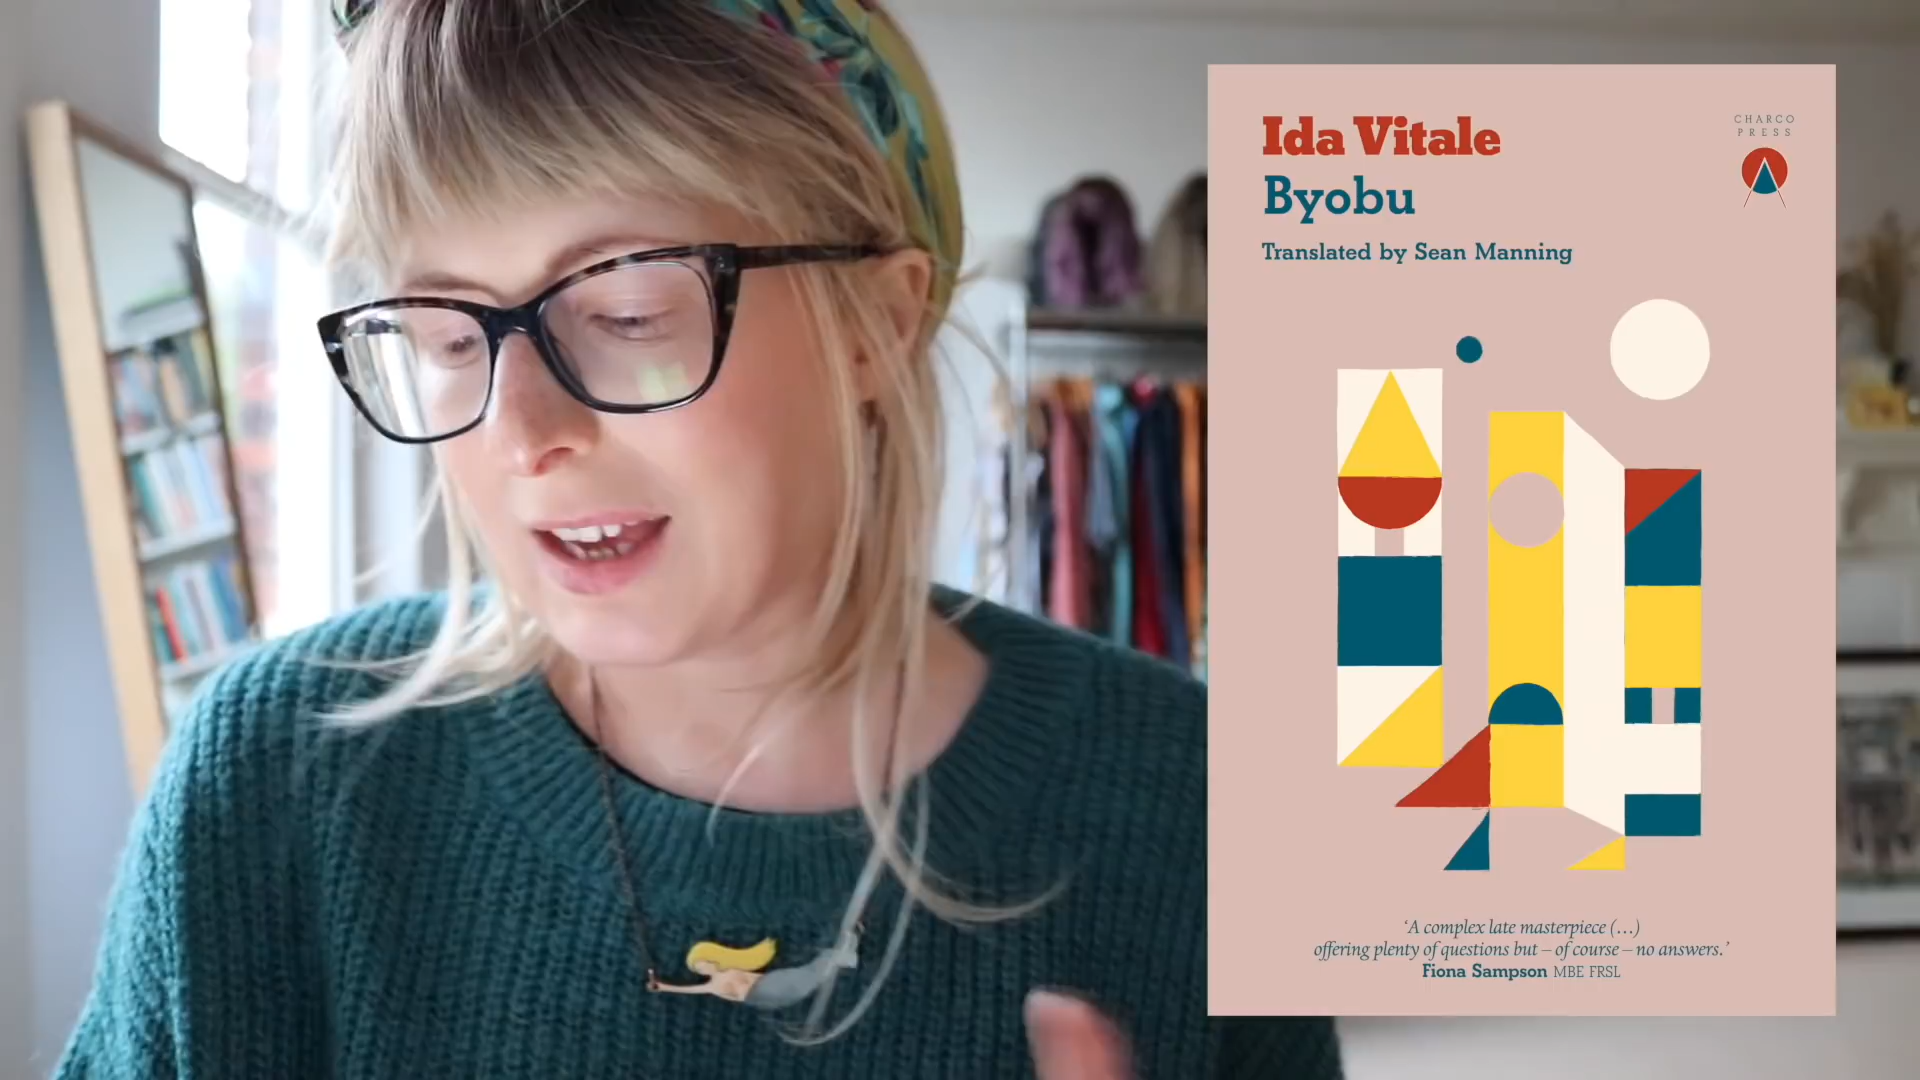 Ida Vitale
Byobu
Translated by Sean Manning
CHARCO
PRESS
‘A complex late masterpiece (…)
offering plenty of questions but – of course – no answers.’
Fiona Sampson MBE FRSL